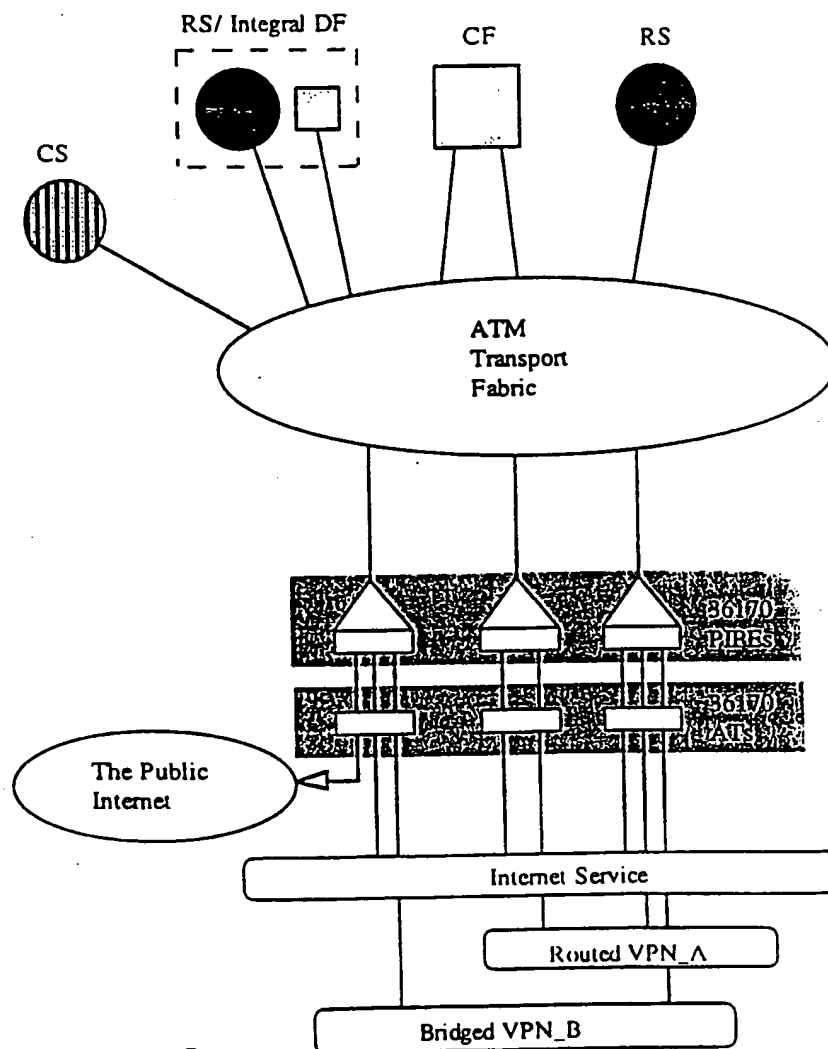 RS/ Integral DF
CF
RS
CS
ATM
Transport
Fabric
36170
PIREs
36170
ATs
The Public
Internet
Internet Service
Routed VPN_A
Bridged VPN_B